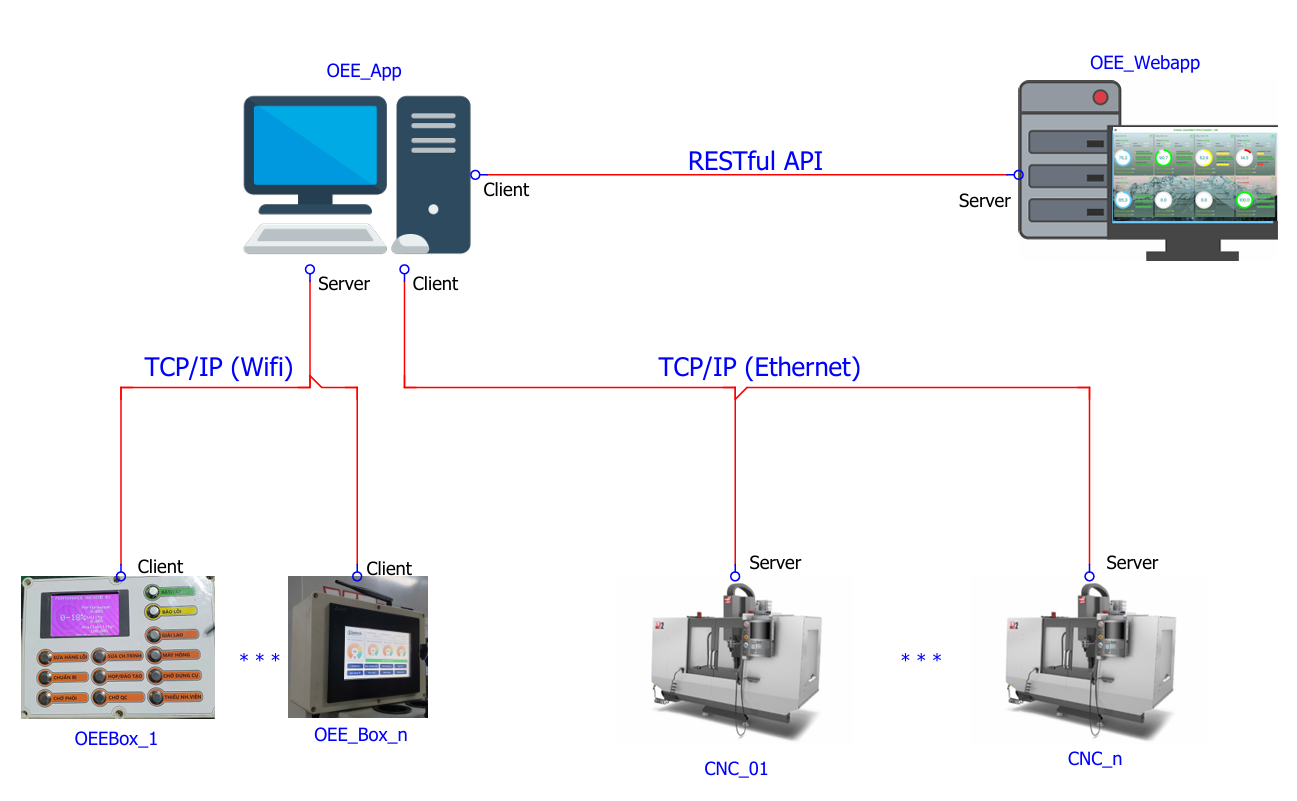 OEE_App
OEE_Webapp
RESTful API
Client
Server
Server
Client
TCP/IP (Wifi)
TCP/IP (Ethernet)
Client
Client
Server
Server
BÁO LỖI
GIẢI LAO
SỬA HÀNG LỖI
SỬA CH.TRÌNH
MÁY HỎNG
CHUẨN BỊ
HỌP/ĐÀO TẠO
CHỜ DỤNG CỤ
CHỜ PHÔI
CHỜ QC
THIẾU NH.VIÊN
* * *
* * *
OEEBox_1
OEE_Box_n
CNC_01
CNC_n